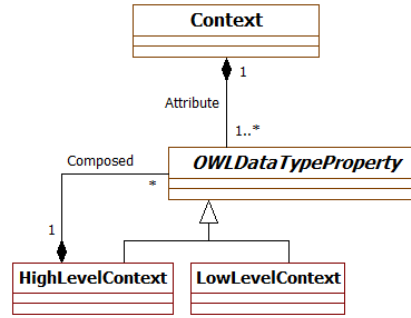 Context
1
Attribute
1..*
Composed
OWLDataTypeProperty
*
1
HighLevelContext
LowLevelContext